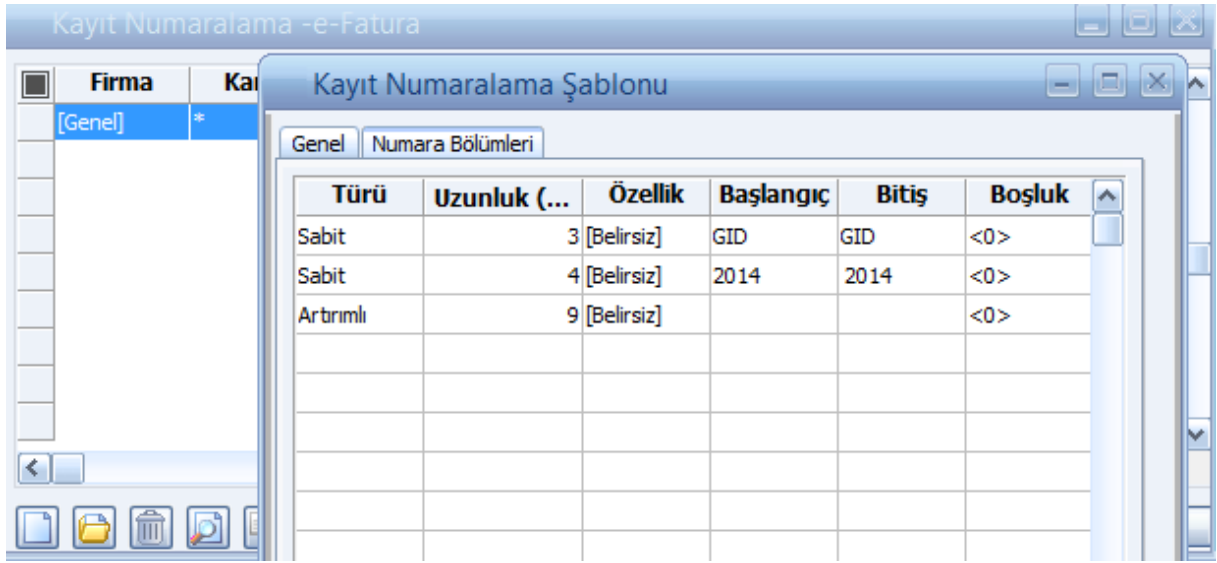 Kayıt Numaralama -e-Fatura
Firma
[Genel] *
Kayıt Numaralama Şablonu
Genel Numara Bölümleri
Türü Uzunluk (... Özellik Başlangıç Bitiş Boşluk
Sabit 3 [Belirsiz] GID GID <0>
Sabit 4 [Belirsiz] 2014 2014 <0>
Artırımlı 9 [Belirsiz] <0>